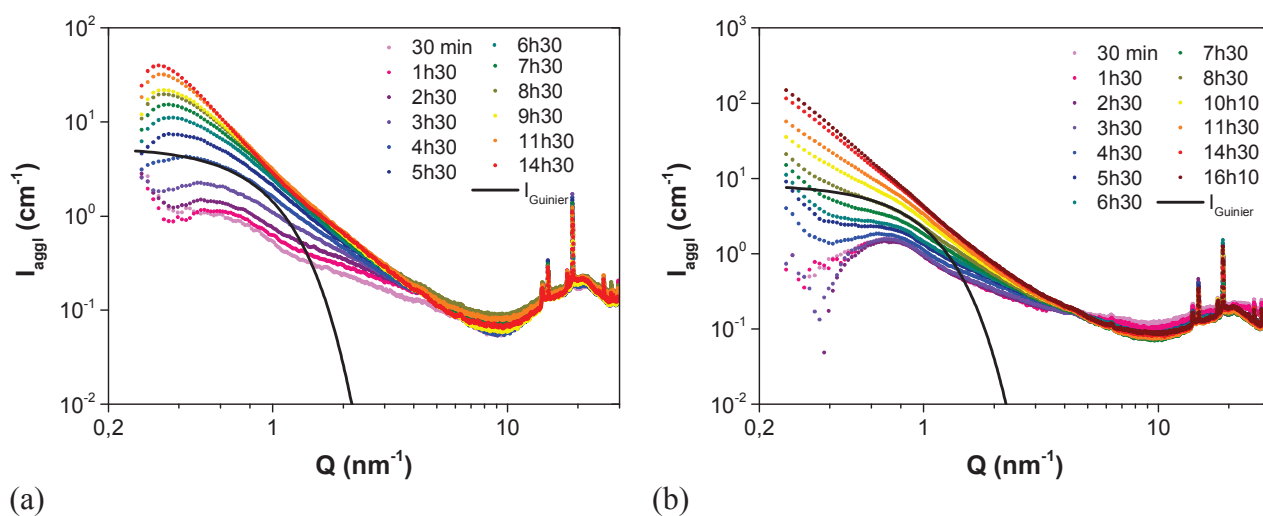 10²
10¹
10⁰
10⁻¹
10⁻²
I_aggl (cm⁻¹)
0,2
1
10
Q (nm⁻¹)
30 min
1h30
2h30
3h30
4h30
5h30
6h30
7h30
8h30
9h30
11h30
14h30
I_Guinier
(a)
10³
10²
10¹
10⁰
10⁻¹
10⁻²
I_aggl (cm⁻¹)
0,2
1
10
Q (nm⁻¹)
30 min
1h30
2h30
3h30
4h30
5h30
6h30
7h30
8h30
10h10
11h30
14h30
16h10
I_Guinier
(b)